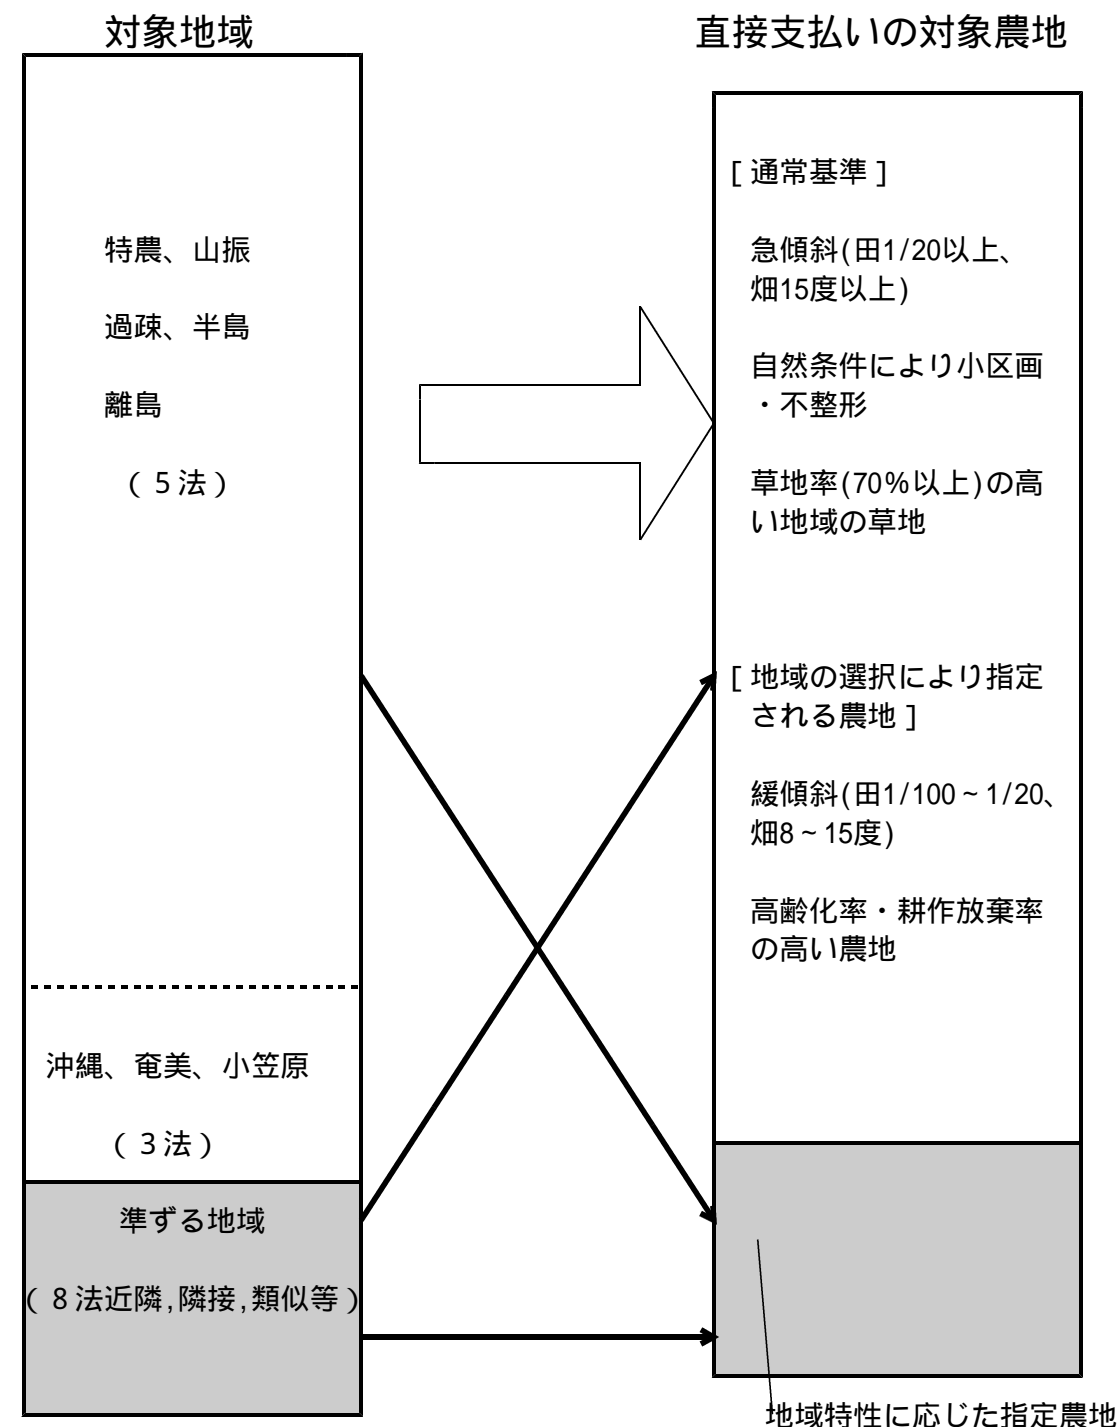 対象地域
特農、山振
過疎、半島
離島
(5法)
沖縄、奄美、小笠原
(3法)
準ずる地域
(8法近隣,隣接,類似等)
直接支払いの対象農地
[通常基準]
急傾斜(田1/20以上、
畑15度以上)
自然条件により小区画
・不整形
草地率(70%以上)の高
い地域の草地
[地域の選択により指定
される農地]
緩傾斜(田1/100~1/20、
畑8~15度)
高齢化率・耕作放棄率
の高い農地
地域特性に応じた指定農地